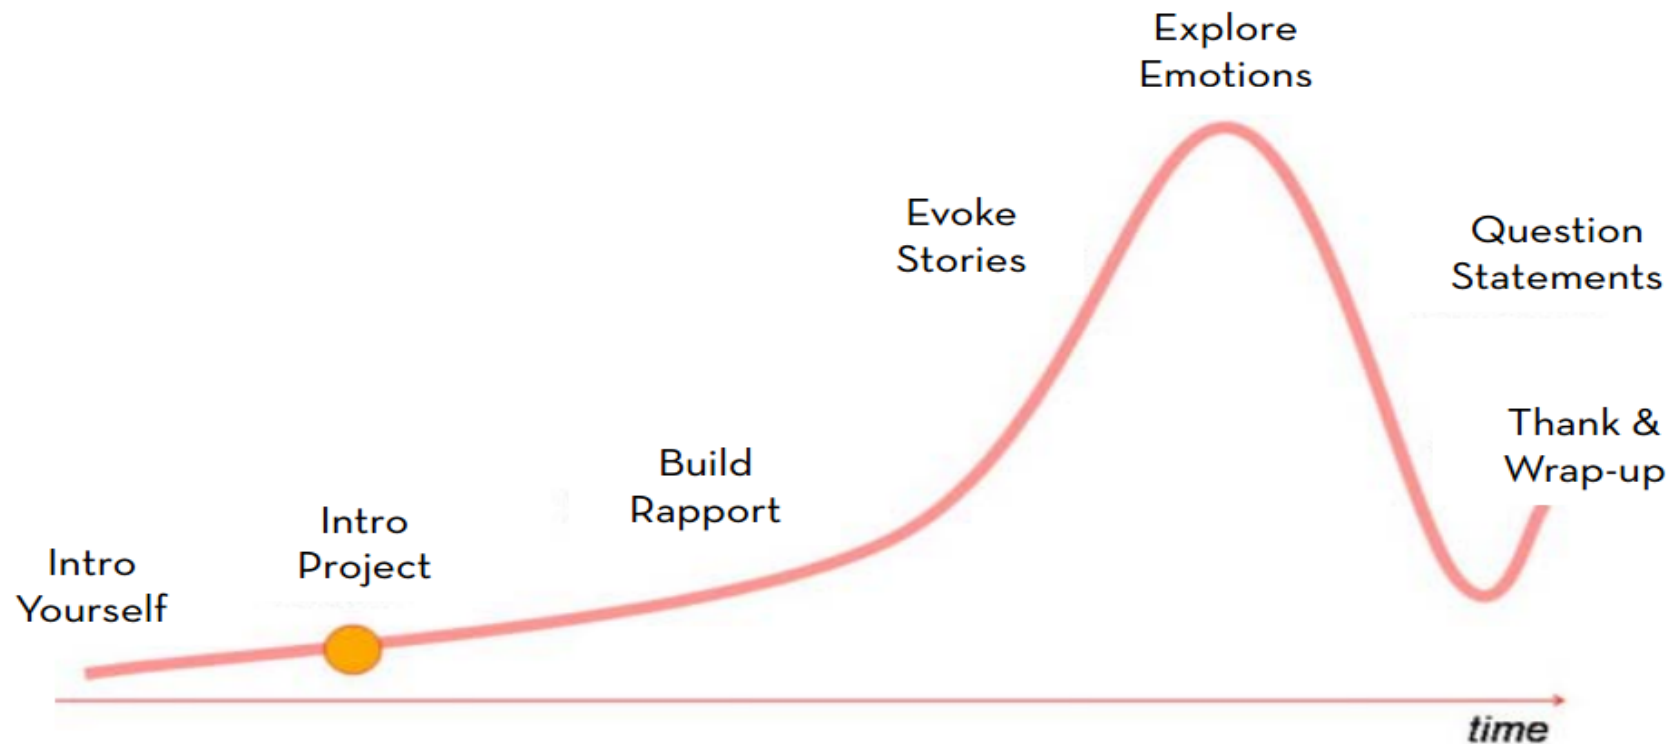 Intro
Yourself
Intro
Project
Build
Rapport
Evoke
Stories
Explore
Emotions
Question
Statements
Thank &
Wrap-up
time